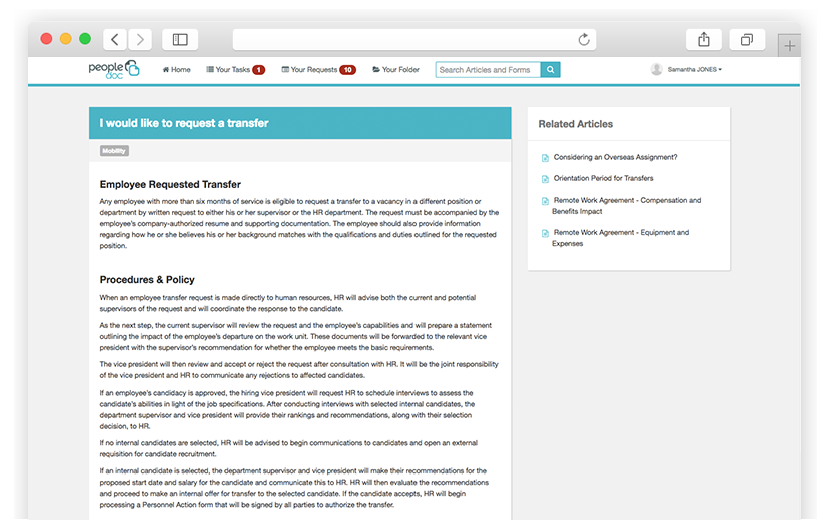 people doc
Home
Your Tasks 1
Your Requests 10
Your Folder
Search Articles and Forms
Samantha JONES
I would like to request a transfer
Mobility
Employee Requested Transfer
Any employee with more than six months of service is eligible to request a transfer to a vacancy in a different position or
department by written request to either his or her supervisor or the HR department. The request must be accompanied by the
employee's company-authorized resume and supporting documentation. The employee should also provide information
regarding how he or she believes his or her background matches with the qualifications and duties outlined for the requested
position.
Procedures & Policy
When an employee transfer request is made directly to human resources, HR will advise both the current and potential
supervisors of the request and will coordinate the response to the candidate.
As the next step, the current supervisor will review the request and the employee's capabilities and will prepare a statement
outlining the impact of the employee's departure on the work unit. These documents will be forwarded to the relevant vice
president with the supervisor's recommendation for whether the employee meets the basic requirements.
The vice president will then review and accept or reject the request after consultation with HR. It will be the joint responsibility
of the vice president and HR to communicate any rejections to affected candidates.
If an employee's candidacy is approved, the hiring vice president will request HR to schedule interviews to assess the
candidate's abilities in light of the job specifications. After conducting interviews with selected internal candidates, the
department supervisor and vice president will provide their rankings and recommendations, along with their selection
decision, to HR.
If no internal candidates are selected, HR will be advised to begin communications to candidates and open an external
requisition for candidate recruitment.
If an internal candidate is selected, the department supervisor and vice president will make their recommendations for the
proposed start date and salary for the candidate and communicate this to HR. HR will then evaluate the recommendations
and proceed to make an internal offer for transfer to the selected candidate. If the candidate accepts, HR will begin
processing a Personnel Action form that will be signed by all parties to authorize the transfer.
Related Articles
Considering an Overseas Assignment?
Orientation Period for Transfers
Remote Work Agreement - Compensation and
Benefits Impact
Remote Work Agreement - Equipment and
Expenses